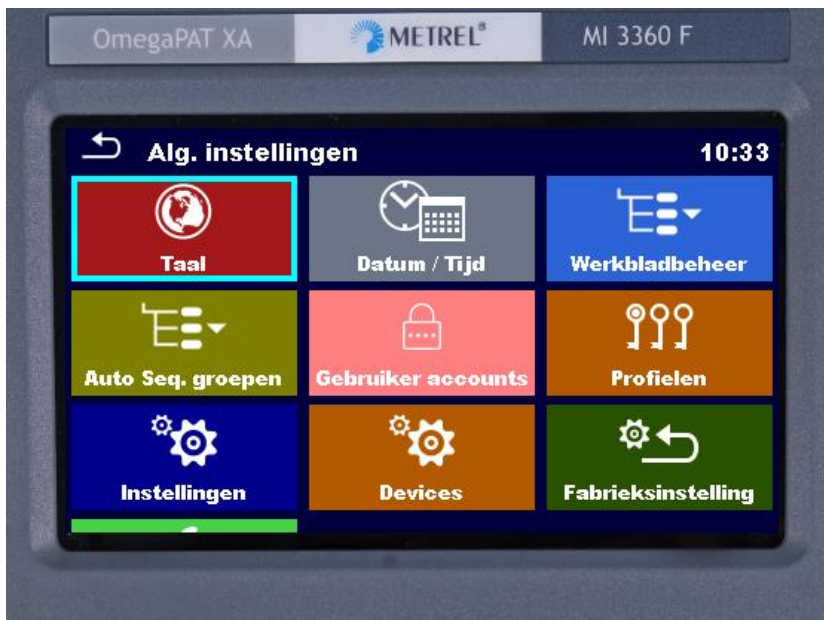 OmegaPAT XA
METREL®
MI 3360 F
Alg. instellingen
10:33
Taal
Datum / Tijd
Werkbladbeheer
Auto Seq. groepen
Gebruiker accounts
Profielen
Instellingen
Devices
Fabrieksinstelling